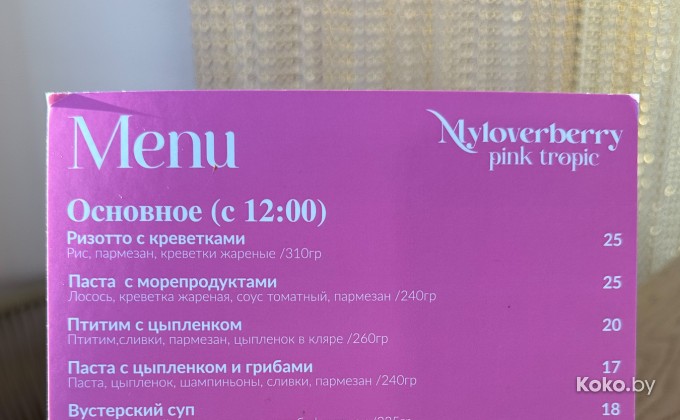 Menu
Myloverberry
pink tropic
Основное (с 12:00)
Ризотто с креветками 25
Рис, пармезан, креветки жареные /310гр
Паста с морепродуктами 25
Лосось, креветка жареная, соус томатный, пармезан /240гр
Птитим с цыпленком 20
Птитим,сливки, пармезан, цыпленок в кляре /260гр
Паста с цыпленком и грибами 17
Паста, цыпленок, шампиньоны, сливки, пармезан /240гр
Вустерский суп 18
Koko.by